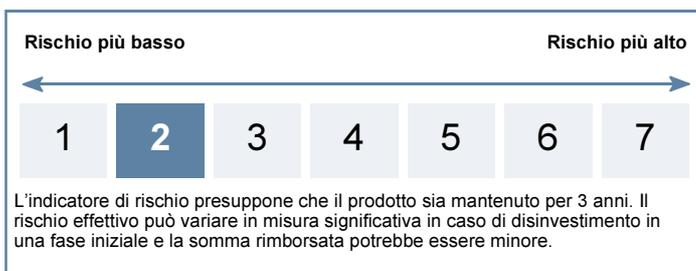 Rischio più basso Rischio più alto
1 2 3 4 5 6 7
L'indicatore di rischio presuppone che il prodotto sia mantenuto per 3 anni. Il
rischio effettivo può variare in misura significativa in caso di disinvestimento in
una fase iniziale e la somma rimborsata potrebbe essere minore.